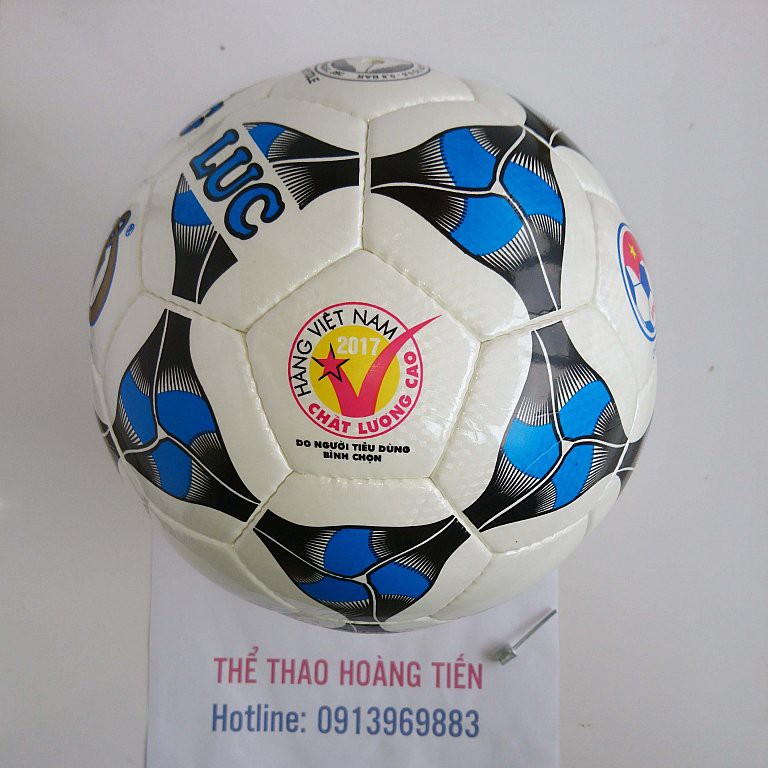 LUC
HÀNG VIỆT NAM
2017
CHẤT LƯỢNG CAO
DO NGƯỜI TIÊU DÙNG
BÌNH CHỌN
THỂ THAO HOÀNG TIẾN
Hotline: 0913969883